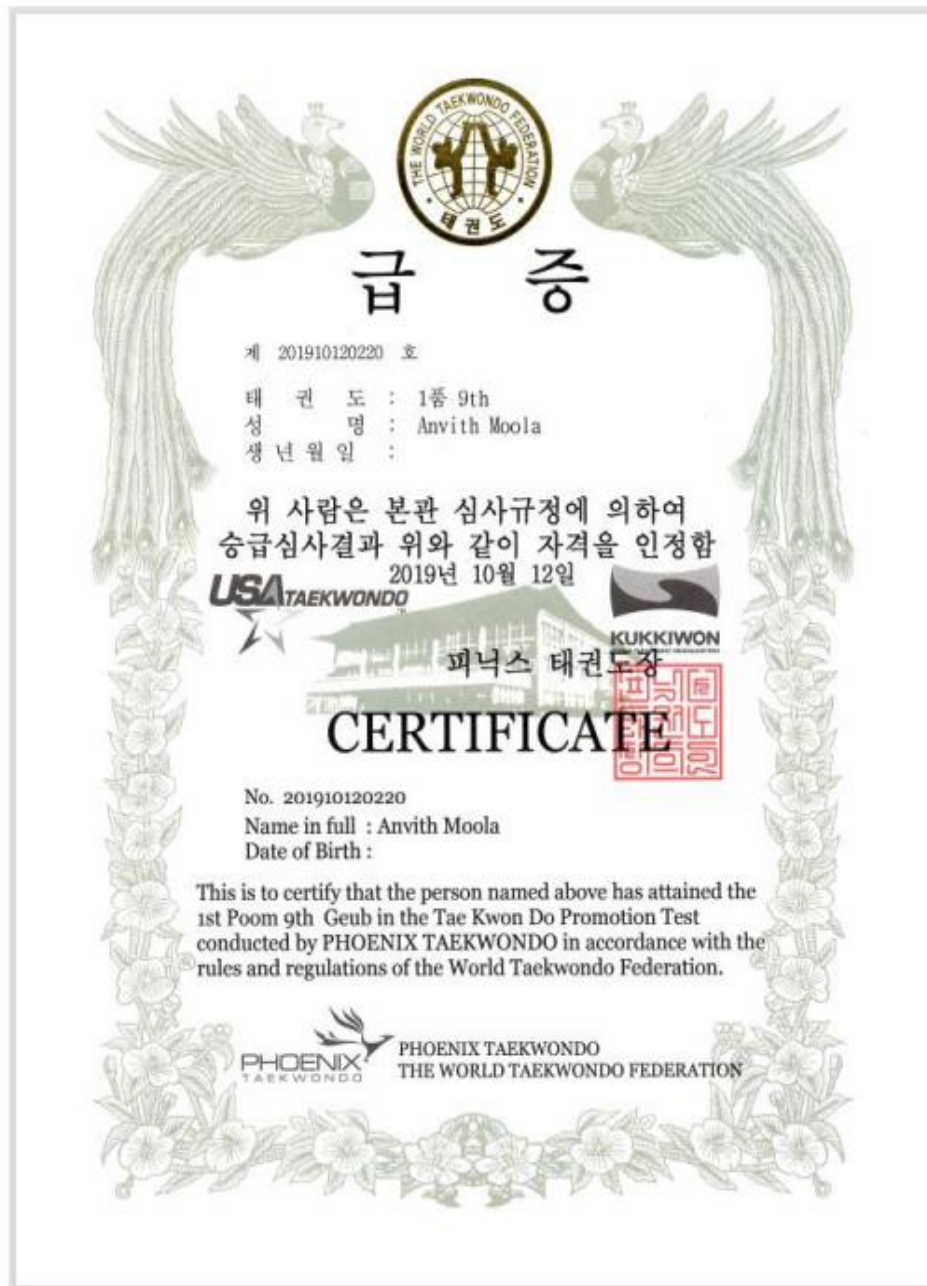 THE WORLD TAEKWONDO FEDERATION
태권도
급 증
제 201910120220 호
태 권 도 : 1품 9th
성 명 : Anvith Moola
생 년 월 일 :
위 사람은 본관 심사규정에 의하여
승급심사결과 위와 같이 자격을 인정함
2019년 10월 12일
USA TAEKWONDO
KUKKIWON
피닉스 태권도장
CERTIFICATE
No. 201910120220
Name in full : Anvith Moola
Date of Birth :
This is to certify that the person named above has attained the
1st Poom 9th Geub in the Tae Kwon Do Promotion Test
conducted by PHOENIX TAEKWONDO in accordance with the
rules and regulations of the World Taekwondo Federation.
PHOENIX
TAEKWONDO
PHOENIX TAEKWONDO
THE WORLD TAEKWONDO FEDERATION